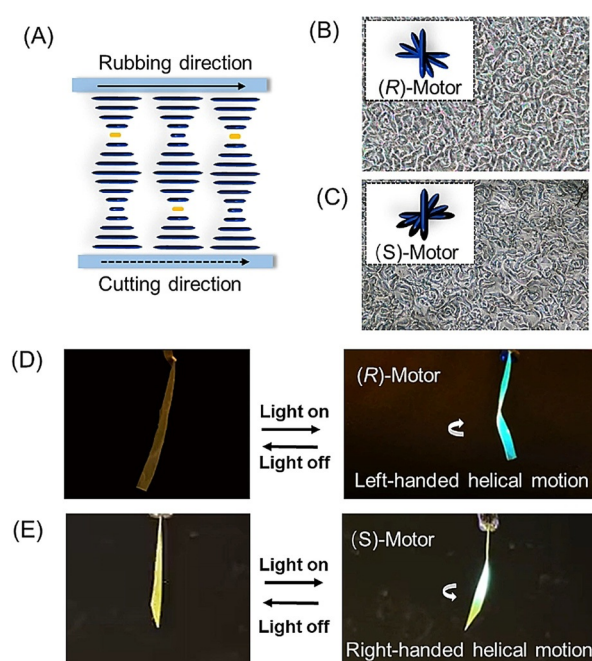 (A)
Rubbing direction
Cutting direction
(B)
(R)-Motor
(C)
(S)-Motor
(D)
Light on
Light off
(R)-Motor
Left-handed helical motion
(E)
Light on
Light off
(S)-Motor
Right-handed helical motion